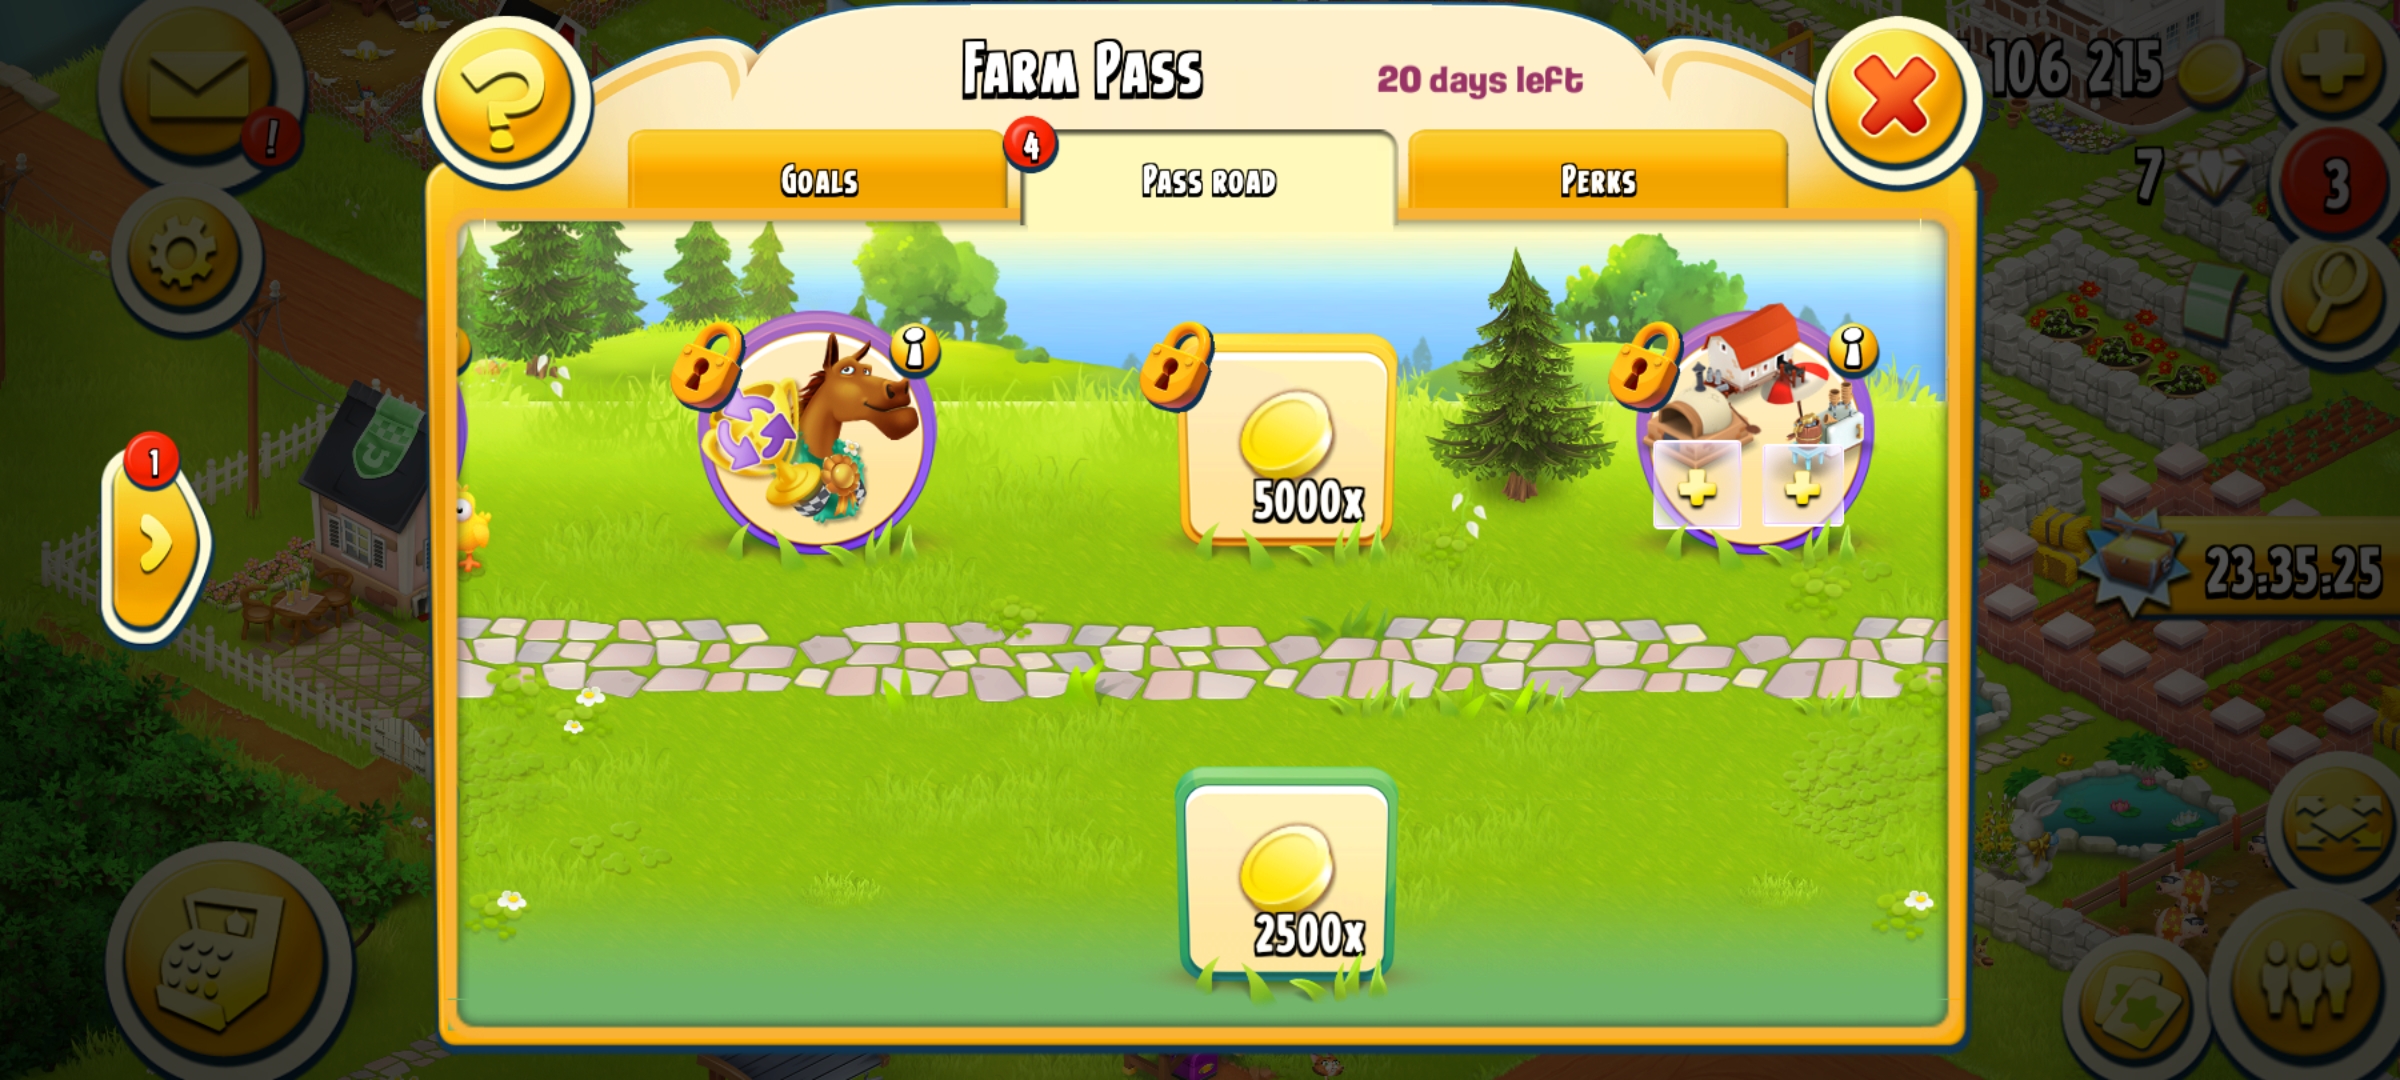 FARM PASS
20 days left
106 215
4
GOALS
PASS ROAD
PERKS
!
7
3
5000x
1
23:35:25
2500x